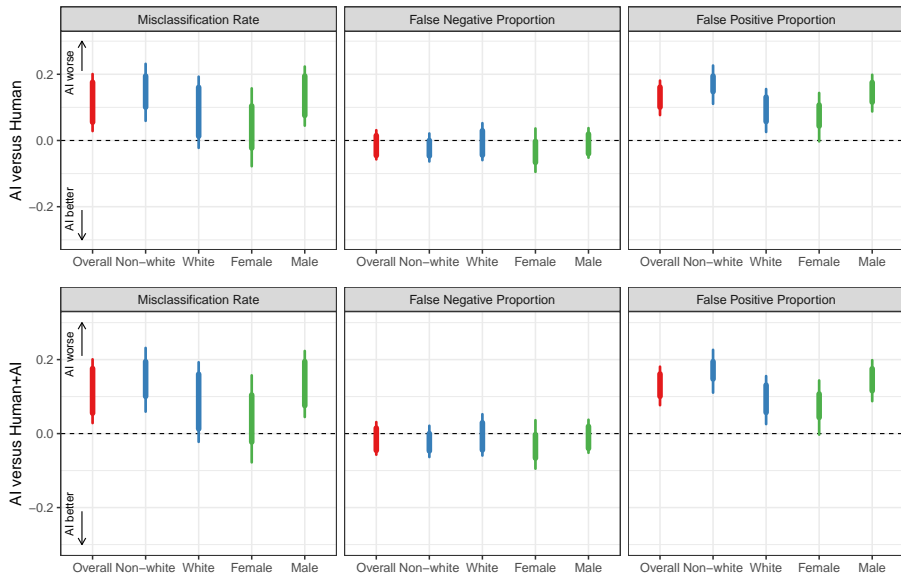 Misclassification Rate
False Negative Proportion
False Positive Proportion
AI versus Human
AI worse
AI better
0.2
0.0
−0.2
Overall Non−white White Female Male
Overall Non−white White Female Male
Overall Non−white White Female Male
Misclassification Rate
False Negative Proportion
False Positive Proportion
AI versus Human+AI
AI worse
AI better
0.2
0.0
−0.2
Overall Non−white White Female Male
Overall Non−white White Female Male
Overall Non−white White Female Male